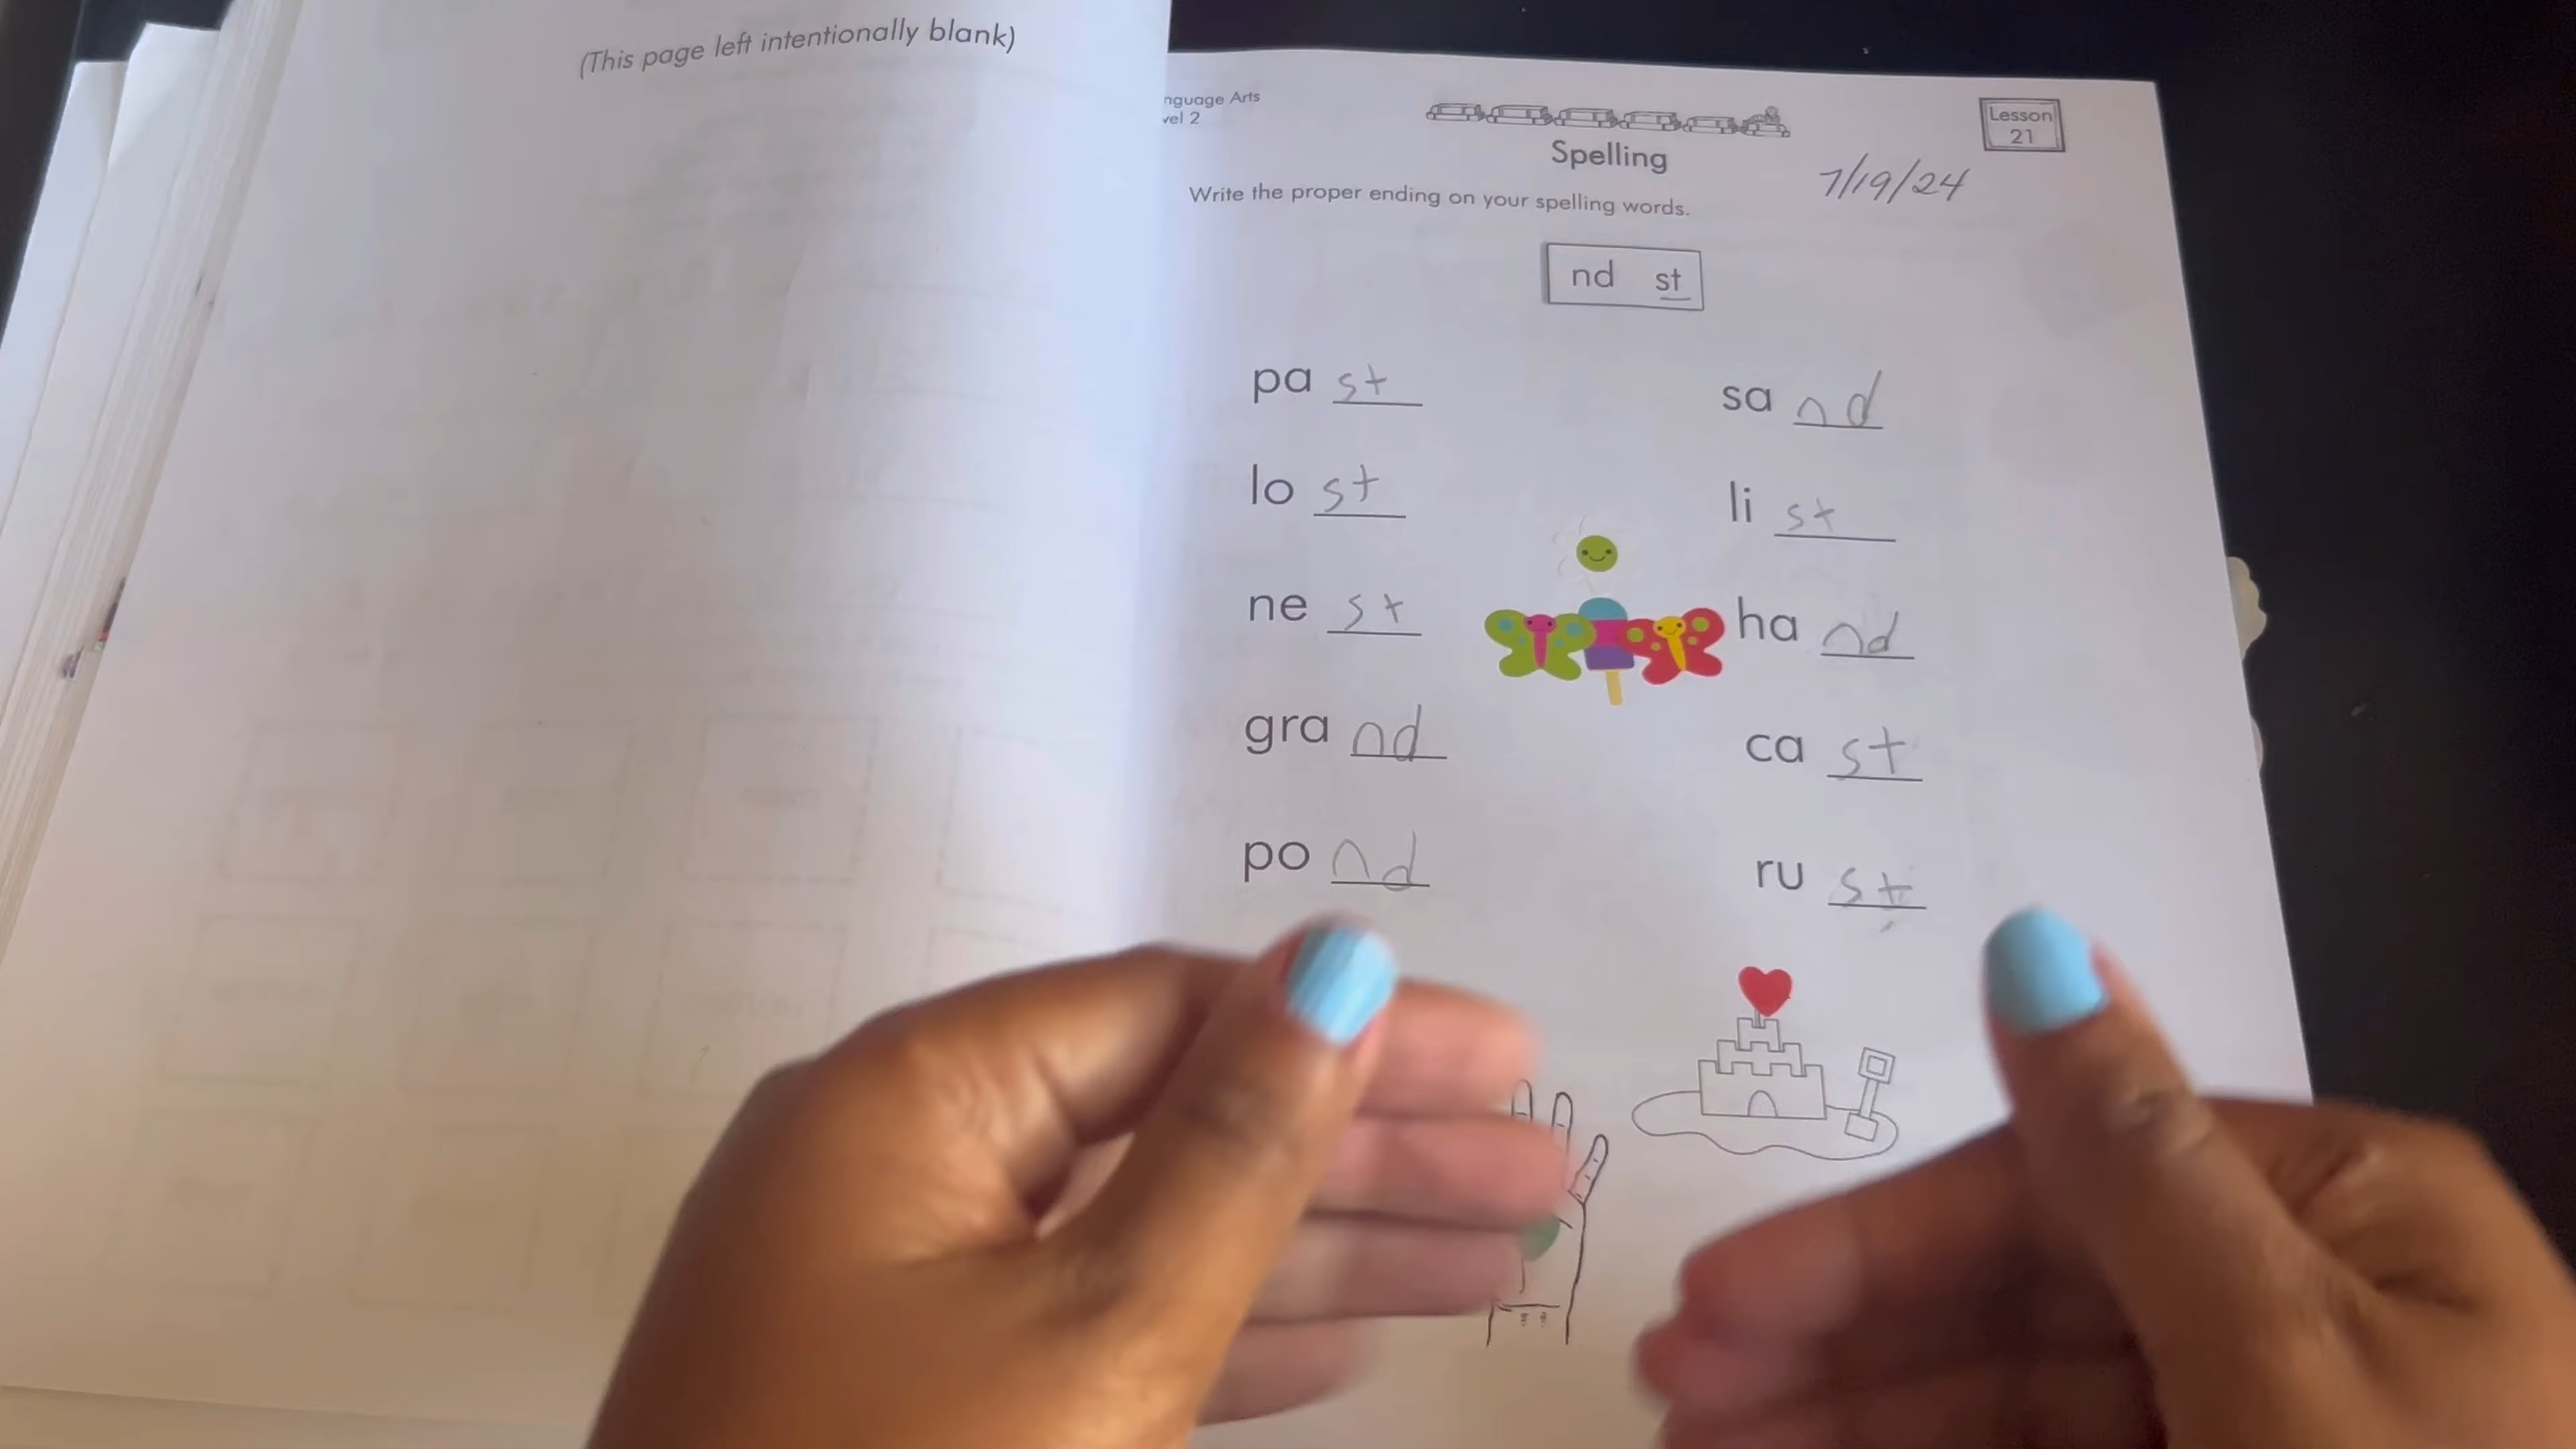 (This page left intentionally blank)
nguage Arts
vel 2
Lesson
21
Spelling
7/19/24
Write the proper ending on your spelling words.
nd st
pa st
sa nd
lo st
li st
ne st
ha nd
gra nd
ca st
po nd
ru st